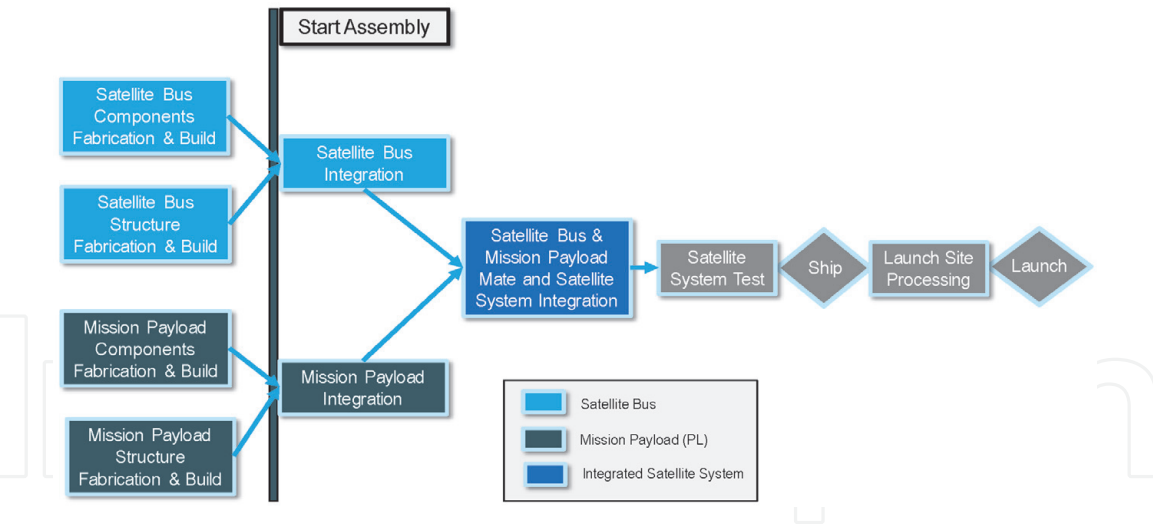 Start Assembly
Satellite Bus
Components
Fabrication & Build
Satellite Bus
Structure
Fabrication & Build
Satellite Bus
Integration
Mission Payload
Components
Fabrication & Build
Mission Payload
Structure
Fabrication & Build
Mission Payload
Integration
Satellite Bus &
Mission Payload
Mate and Satellite
System Integration
Satellite
System Test
Ship
Launch Site
Processing
Launch
Satellite Bus
Mission Payload (PL)
Integrated Satellite System